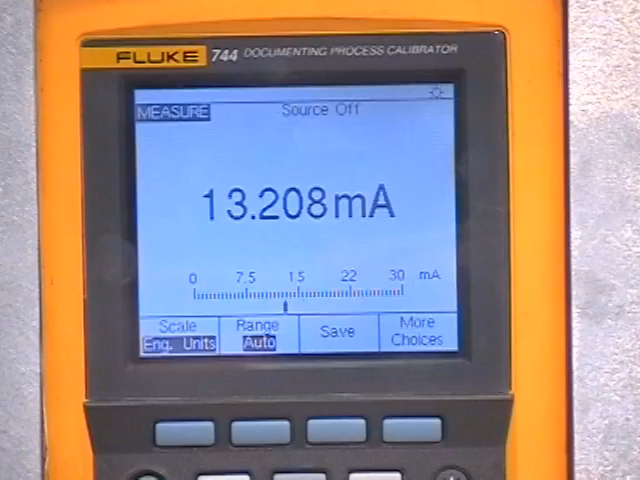 FLUKE 744 DOCUMENTING PROCESS CALIBRATOR
MEASURE Source Off
13.208mA
0 7.5 15 22 30 mA
Scale Range Save More
Eng. Units Auto Choices